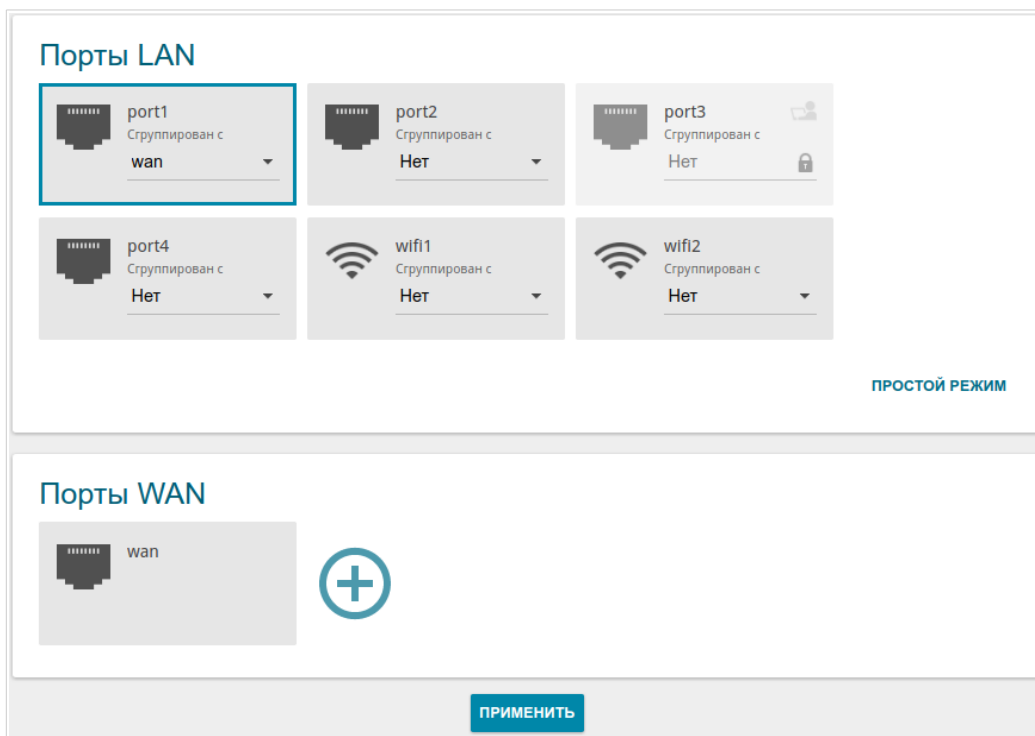 Порты LAN
port1
Сгруппирован с
wan
port2
Сгруппирован с
Нет
port3
Сгруппирован с
Нет
port4
Сгруппирован с
Нет
wifi1
Сгруппирован с
Нет
wifi2
Сгруппирован с
Нет
ПРОСТОЙ РЕЖИМ
Порты WAN
wan
ПРИМЕНИТЬ